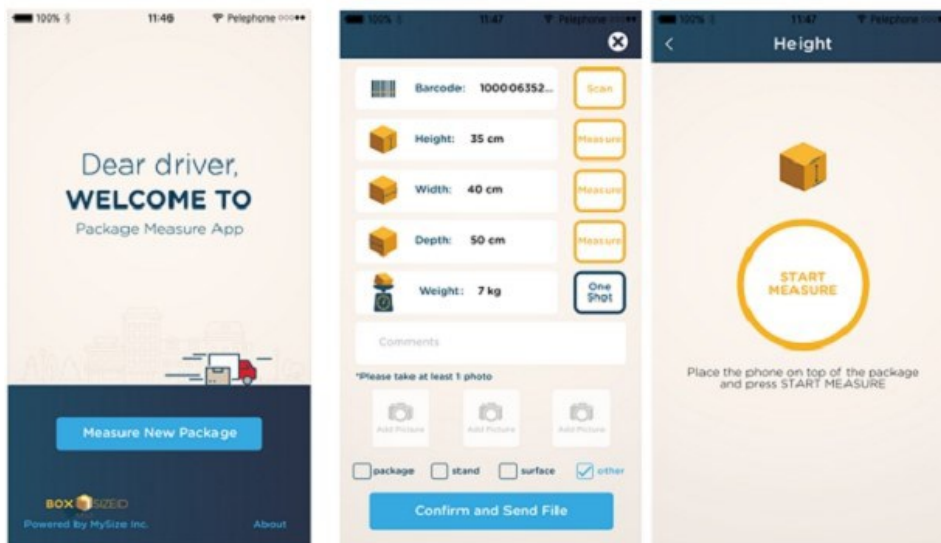 100%
11:46
Pelephone
Dear driver,
WELCOME TO
Package Measure App
Measure New Package
BOX SIZEID
Powered by MySize Inc.
About
100%
11:47
Pelephone
Barcode: 100006352...
Scan
Height: 35 cm
Measure
Width: 40 cm
Measure
Depth: 50 cm
Measure
Weight: 7 kg
One
Shot
Comments
*Please take at least 1 photo
Add Picture
Add Picture
Add Picture
package
stand
surface
other
Confirm and Send Fille
100%
11:47
Pelephone
Height
START
MEASURE
Place the phone on top of the package
and press START MEASURE